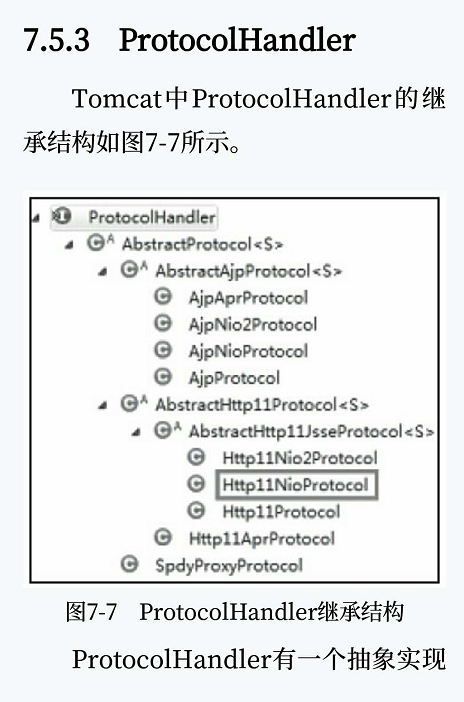 7.5.3 ProtocolHandler
Tomcat中ProtocolHandler的继
承结构如图7-7所示。
ProtocolHandler
AbstractProtocol<S>
AbstractAjpProtocol<S>
AjpAprProtocol
AjpNio2Protocol
AjpNioProtocol
AjpProtocol
AbstractHttp11Protocol<S>
AbstractHttp11JsseProtocol<S>
Http11Nio2Protocol
Http11NioProtocol
Http11Protocol
Http11AprProtocol
SpdyProxyProtocol
图7-7 ProtocolHandler继承结构
ProtocolHandler有一个抽象实现